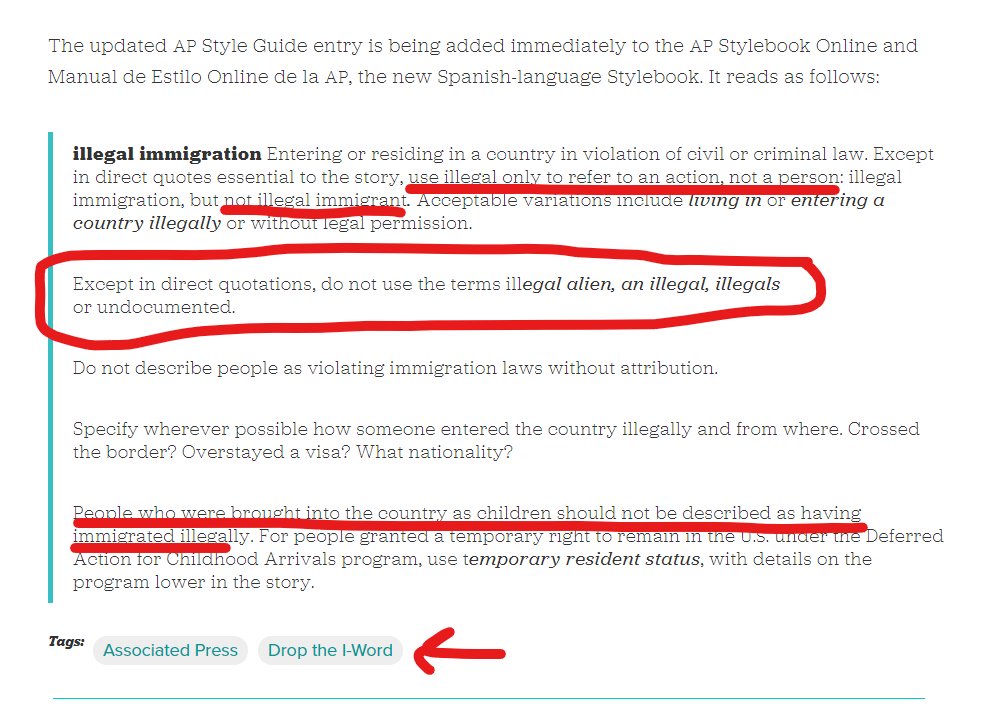 The updated AP Style Guide entry is being added immediately to the AP Stylebook Online and
Manual de Estilo Online de la AP, the new Spanish-language Stylebook. It reads as follows:
illegal immigration Entering or residing in a country in violation of civil or criminal law. Except
in direct quotes essential to the story, use illegal only to refer to an action, not a person: illegal
immigration, but not illegal immigrant. Acceptable variations include living in or entering a
country illegally or without legal permission.
Except in direct quotations, do not use the terms illegal alien, an illegal, illegals
or undocumented.
Do not describe people as violating immigration laws without attribution.
Specify wherever possible how someone entered the country illegally and from where. Crossed
the border? Overstayed a visa? What nationality?
People who were brought into the country as children should not be described as having
immigrated illegally. For people granted a temporary right to remain in the U.S. under the Deferred
Action for Childhood Arrivals program, use temporary resident status, with details on the
program lower in the story.
Tags: Associated Press Drop the I-Word